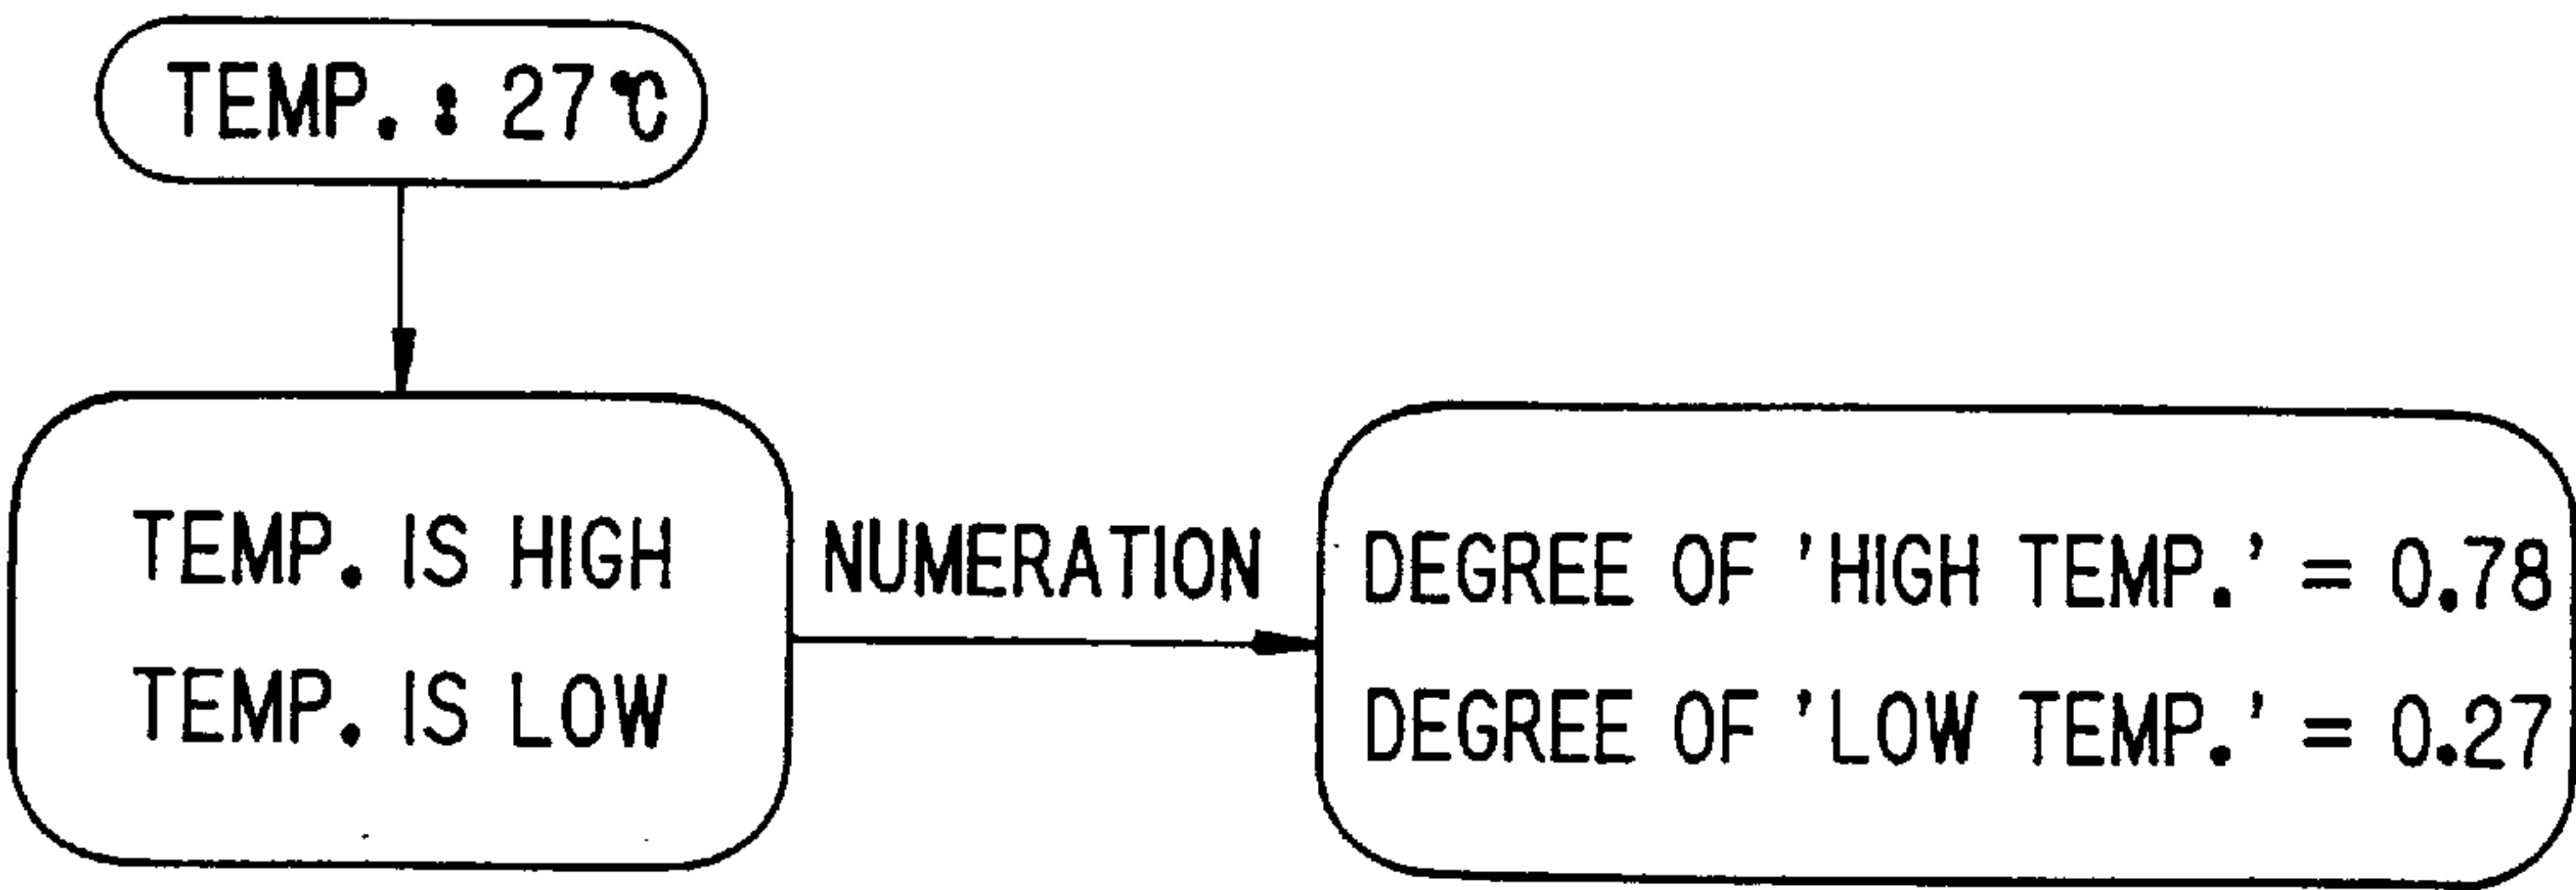 TEMP. : 27℃
TEMP. IS HIGH
TEMP. IS LOW
NUMERATION
DEGREE OF 'HIGH TEMP.' = 0.78
DEGREE OF 'LOW TEMP.' = 0.27